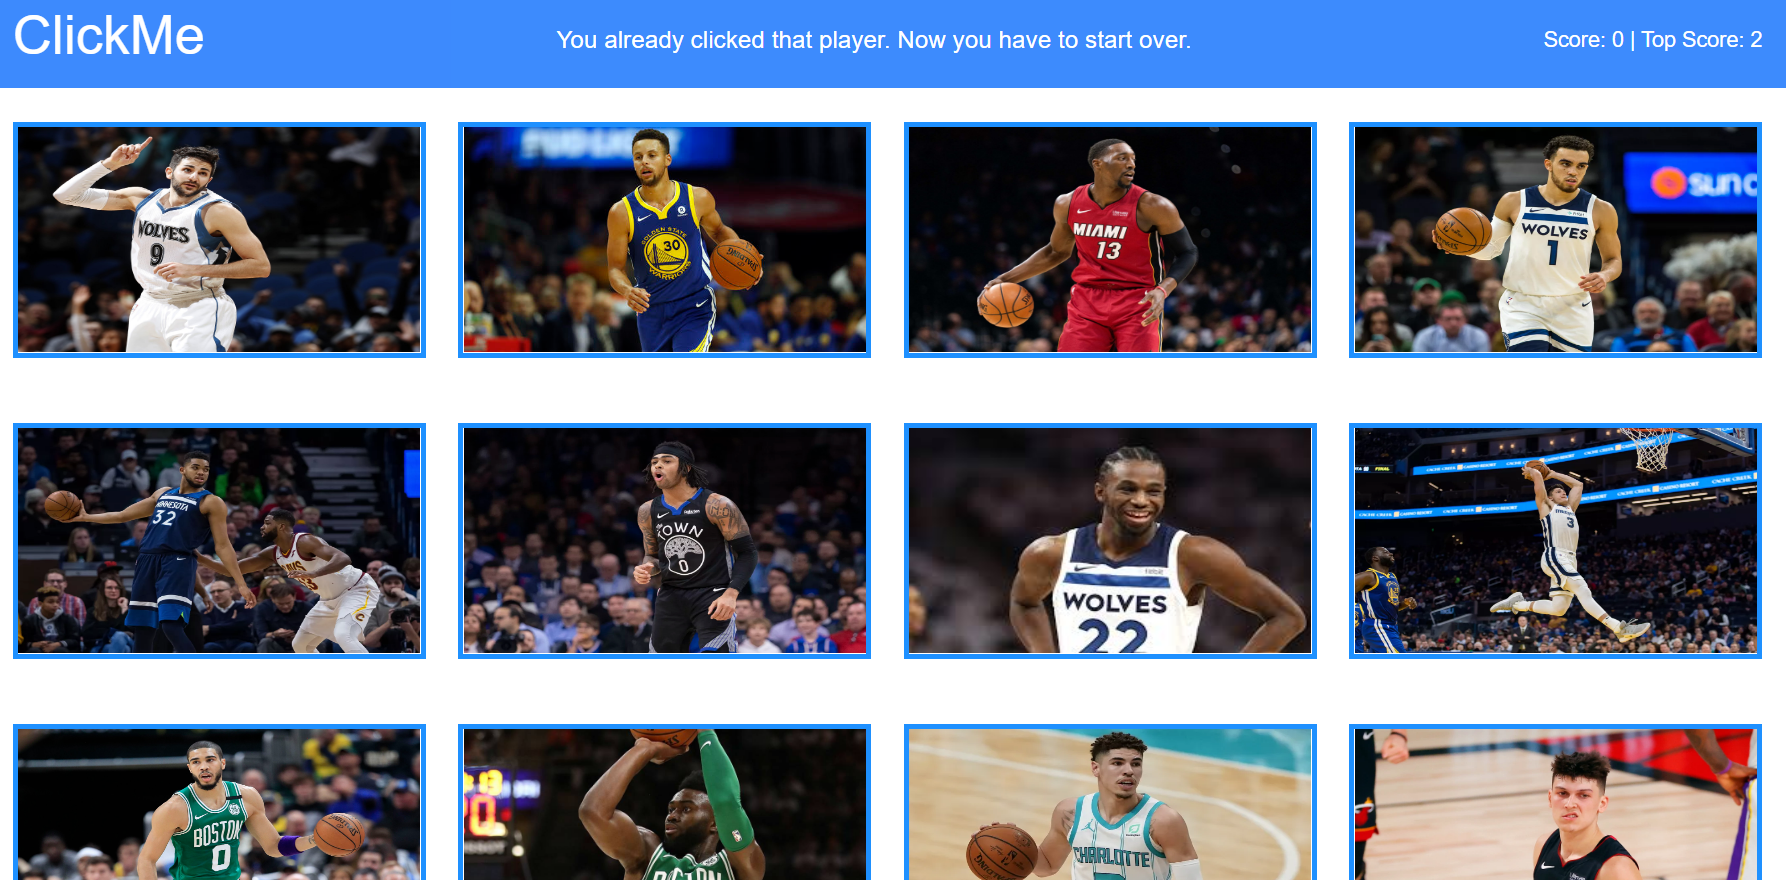 ClickMe
You already clicked that player. Now you have to start over.
Score: 0 | Top Score: 2
WOLVES
9
GOLDEN STATE
30
WARRIORS
MIAMI
13
WOLVES
1
MINNESOTA
32
TOWN
0
WOLVES
22
3
BOSTON
0
CHARLOTTE